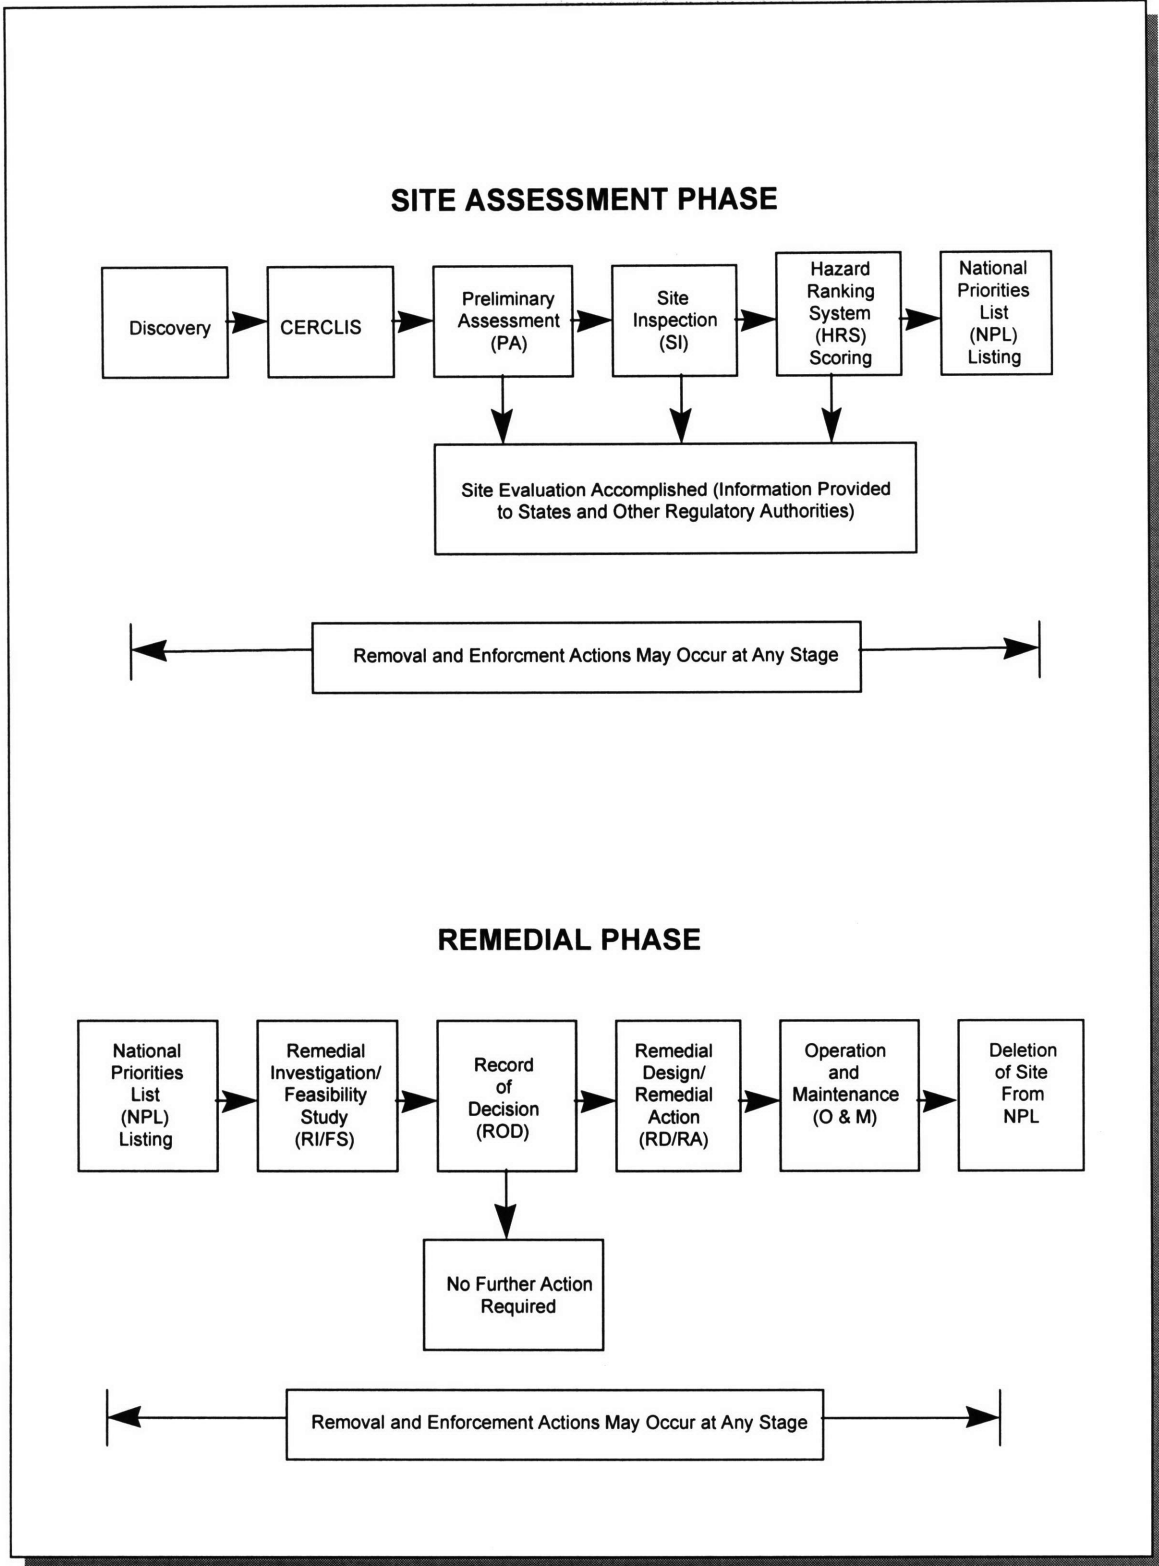 SITE ASSESSMENT PHASE
Discovery
CERCLIS
Preliminary
Assessment
(PA)
Site
Inspection
(SI)
Hazard
Ranking
System
(HRS)
Scoring
National
Priorities
List
(NPL)
Listing
Site Evaluation Accomplished (Information Provided
to States and Other Regulatory Authorities)
Removal and Enforcment Actions May Occur at Any Stage
REMEDIAL PHASE
National
Priorities
List
(NPL)
Listing
Remedial
Investigation/
Feasibility
Study
(RI/FS)
Record
of
Decision
(ROD)
Remedial
Design/
Remedial
Action
(RD/RA)
Operation
and
Maintenance
(O & M)
Deletion
of Site
From
NPL
No Further Action
Required
Removal and Enforcement Actions May Occur at Any Stage